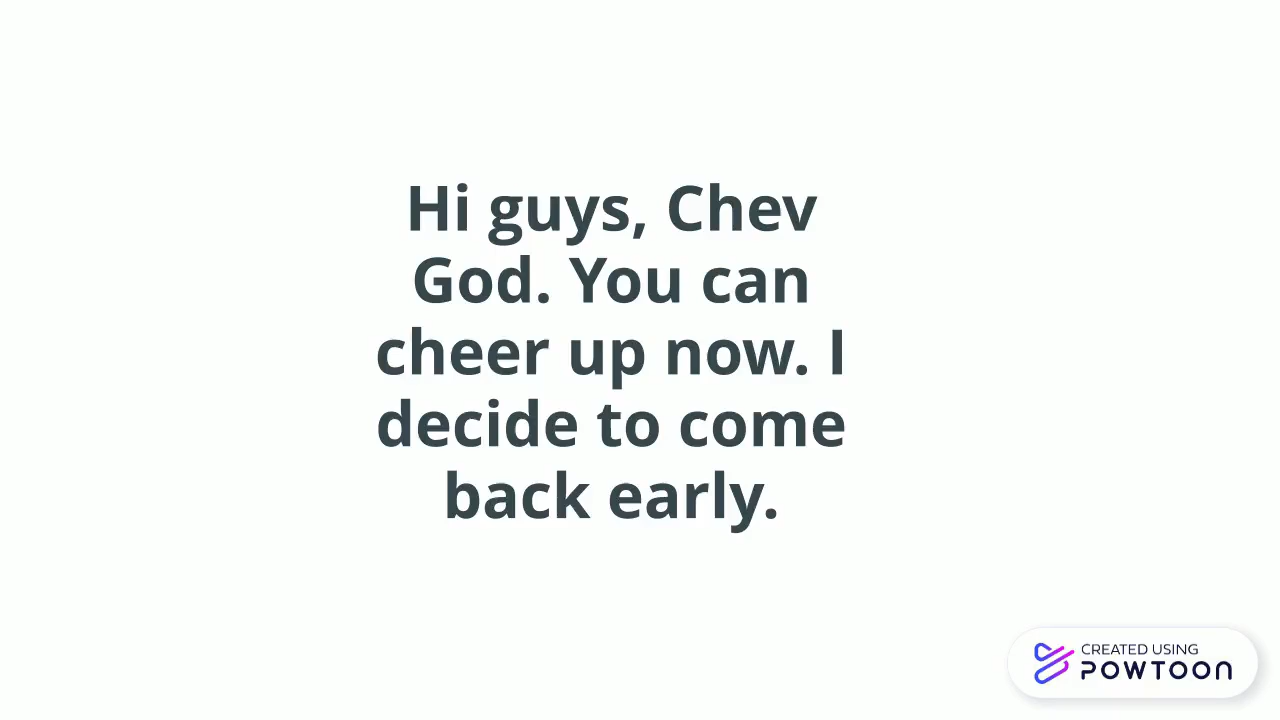 Hi guys, Chev
God. You can
cheer up now. I
decide to come
back early.
CREATED USING
POWTOON